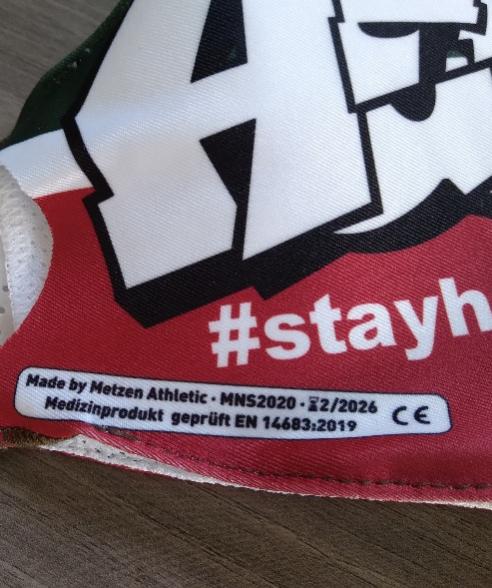 #stayh
Made by Metzen Athletic · MNS2020 · ⌛2/2026
Medizinprodukt geprüft EN 14683:2019
CE